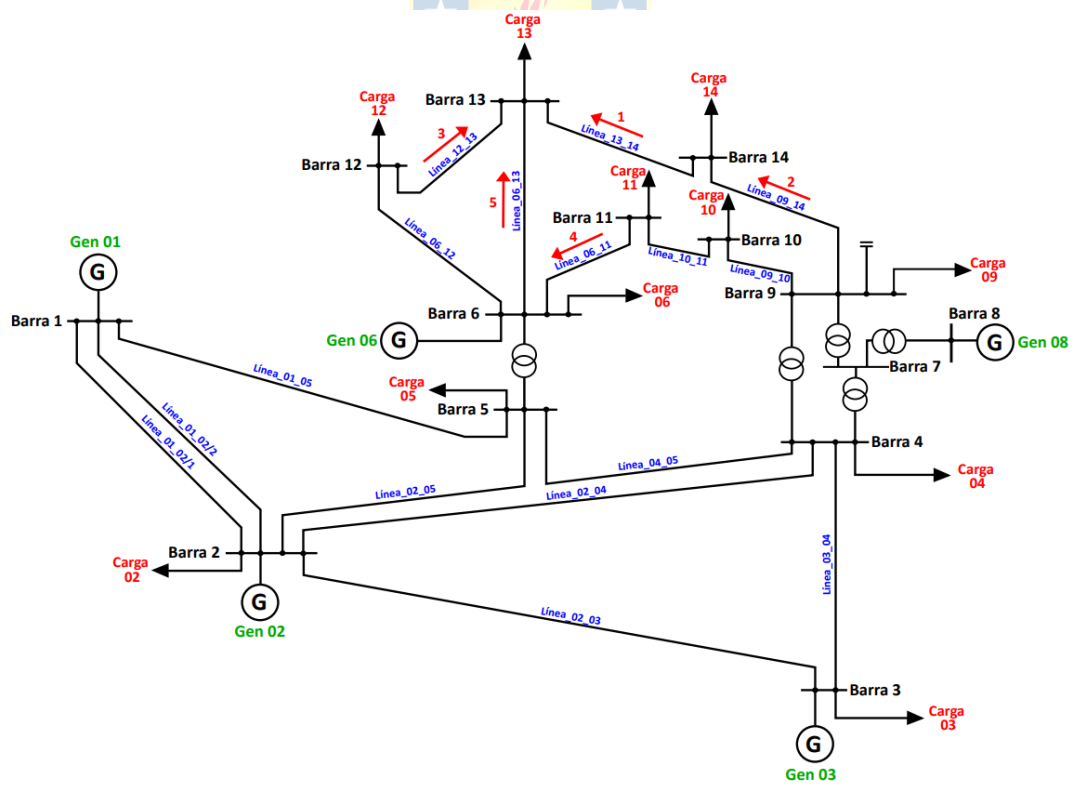 Carga
13
Barra 13
Carga
14
Carga
12
1
Línea_13_14
3
Línea_12_13
Barra 14
Barra 12
Carga
11
2
Línea_09_14
5
Línea_06_13
Carga
10
Barra 11
4
Línea_06_11
Barra 10
Línea_10_11
Línea_09_10
Línea_06_12
Gen 01
G
Carga
09
Barra 9
Carga
06
Barra 1
Barra 6
Barra 8
Gen 06
G
G
Gen 08
Barra 7
Línea_01_05
Carga
05
Barra 5
Línea_01_02/2
Línea_01_02/1
Barra 4
Línea_04_05
Carga
04
Línea_02_05
Línea_02_04
Barra 2
Carga
02
Línea_03_04
G
Gen 02
Línea_02_03
Barra 3
Carga
03
G
Gen 03